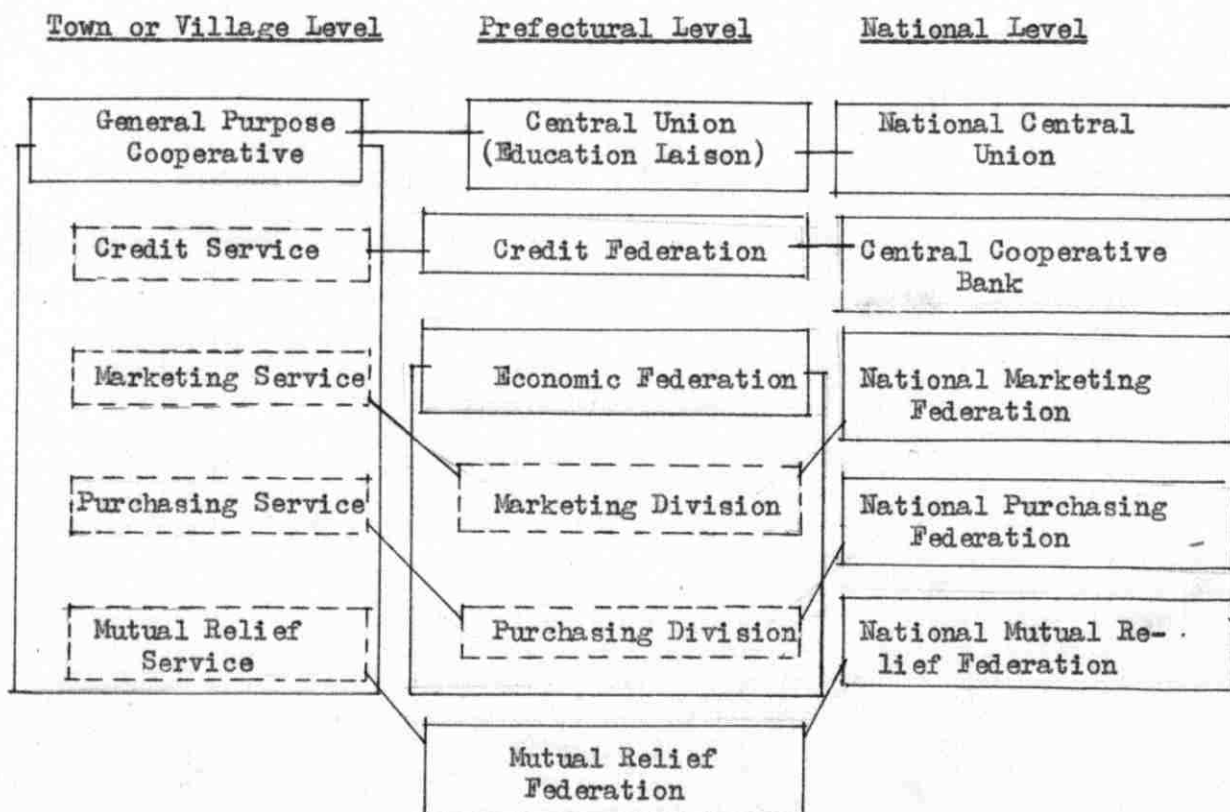 Town or Village Level
Prefectural Level
National Level
General Purpose
Cooperative
Central Union
(Education Liaison)
National Central
Union
Credit Service
Credit Federation
Central Cooperative
Bank
Marketing Service
Economic Federation
National Marketing
Federation
Purchasing Service
Marketing Division
National Purchasing
Federation
Mutual Relief
Service
Purchasing Division
National Mutual Re-
lief Federation
Mutual Relief
Federation